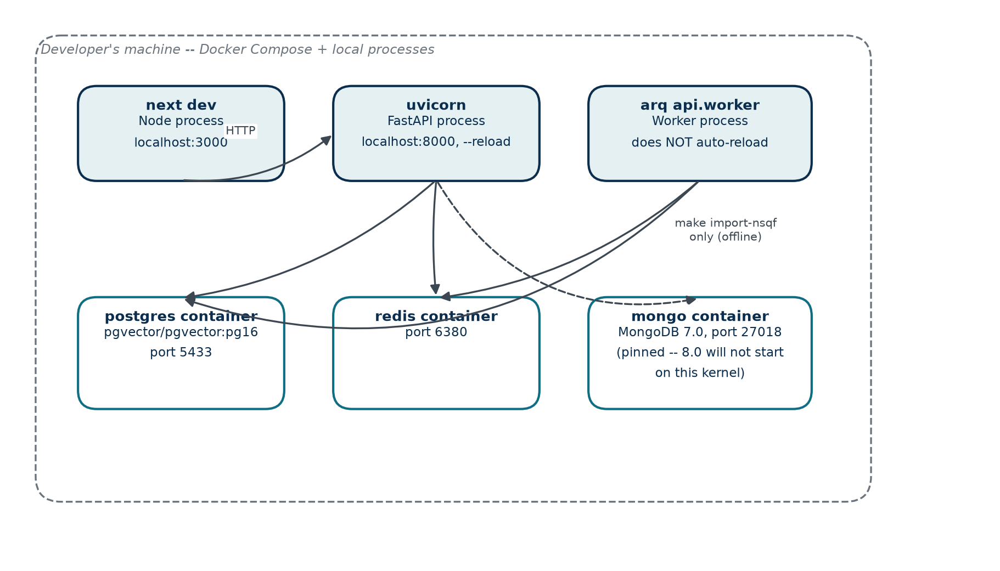 Developer's machine -- Docker Compose + local processes
next dev
Node process
HTTP
localhost:3000
uvicorn
FastAPI process
localhost:8000, --reload
arq api.worker
Worker process
does NOT auto-reload
make import-nsqf
only (offline)
postgres container
pgvector/pgvector:pg16
port 5433
redis container
port 6380
mongo container
MongoDB 7.0, port 27018
(pinned -- 8.0 will not start
on this kernel)